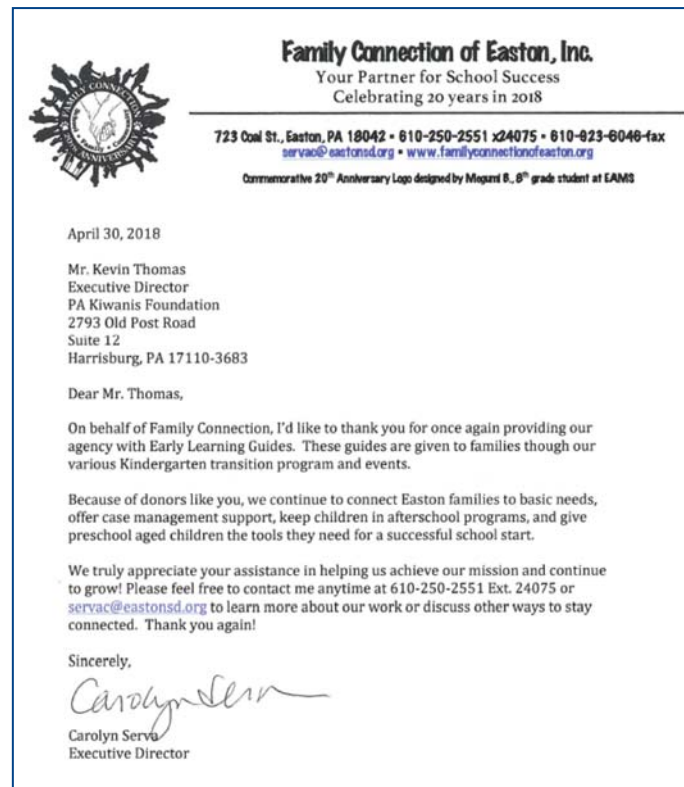 Family Connection of Easton, Inc.
Your Partner for School Success
Celebrating 20 years in 2018
723 Coal St., Easton, PA 18042 • 610-250-2551 x24075 • 610-923-6046-fax
servac@eastonsd.org • www.familyconnectionofeaston.org
Commemorative 20th Anniversary Logo designed by Megumi B., 8th grade student at EAMS
FAMILY CONNECTION
ANNIVERSARY
April 30, 2018
Mr. Kevin Thomas
Executive Director
PA Kiwanis Foundation
2793 Old Post Road
Suite 12
Harrisburg, PA 17110-3683
Dear Mr. Thomas,
On behalf of Family Connection, I'd like to thank you for once again providing our
agency with Early Learning Guides.  These guides are given to families though our
various Kindergarten transition program and events.
Because of donors like you, we continue to connect Easton families to basic needs,
offer case management support, keep children in afterschool programs, and give
preschool aged children the tools they need for a successful school start.
We truly appreciate your assistance in helping us achieve our mission and continue
to grow! Please feel free to contact me anytime at 610-250-2551 Ext. 24075 or
servac@eastonsd.org to learn more about our work or discuss other ways to stay
connected.  Thank you again!
Sincerely,
Carolyn Serva
Carolyn Serva
Executive Director